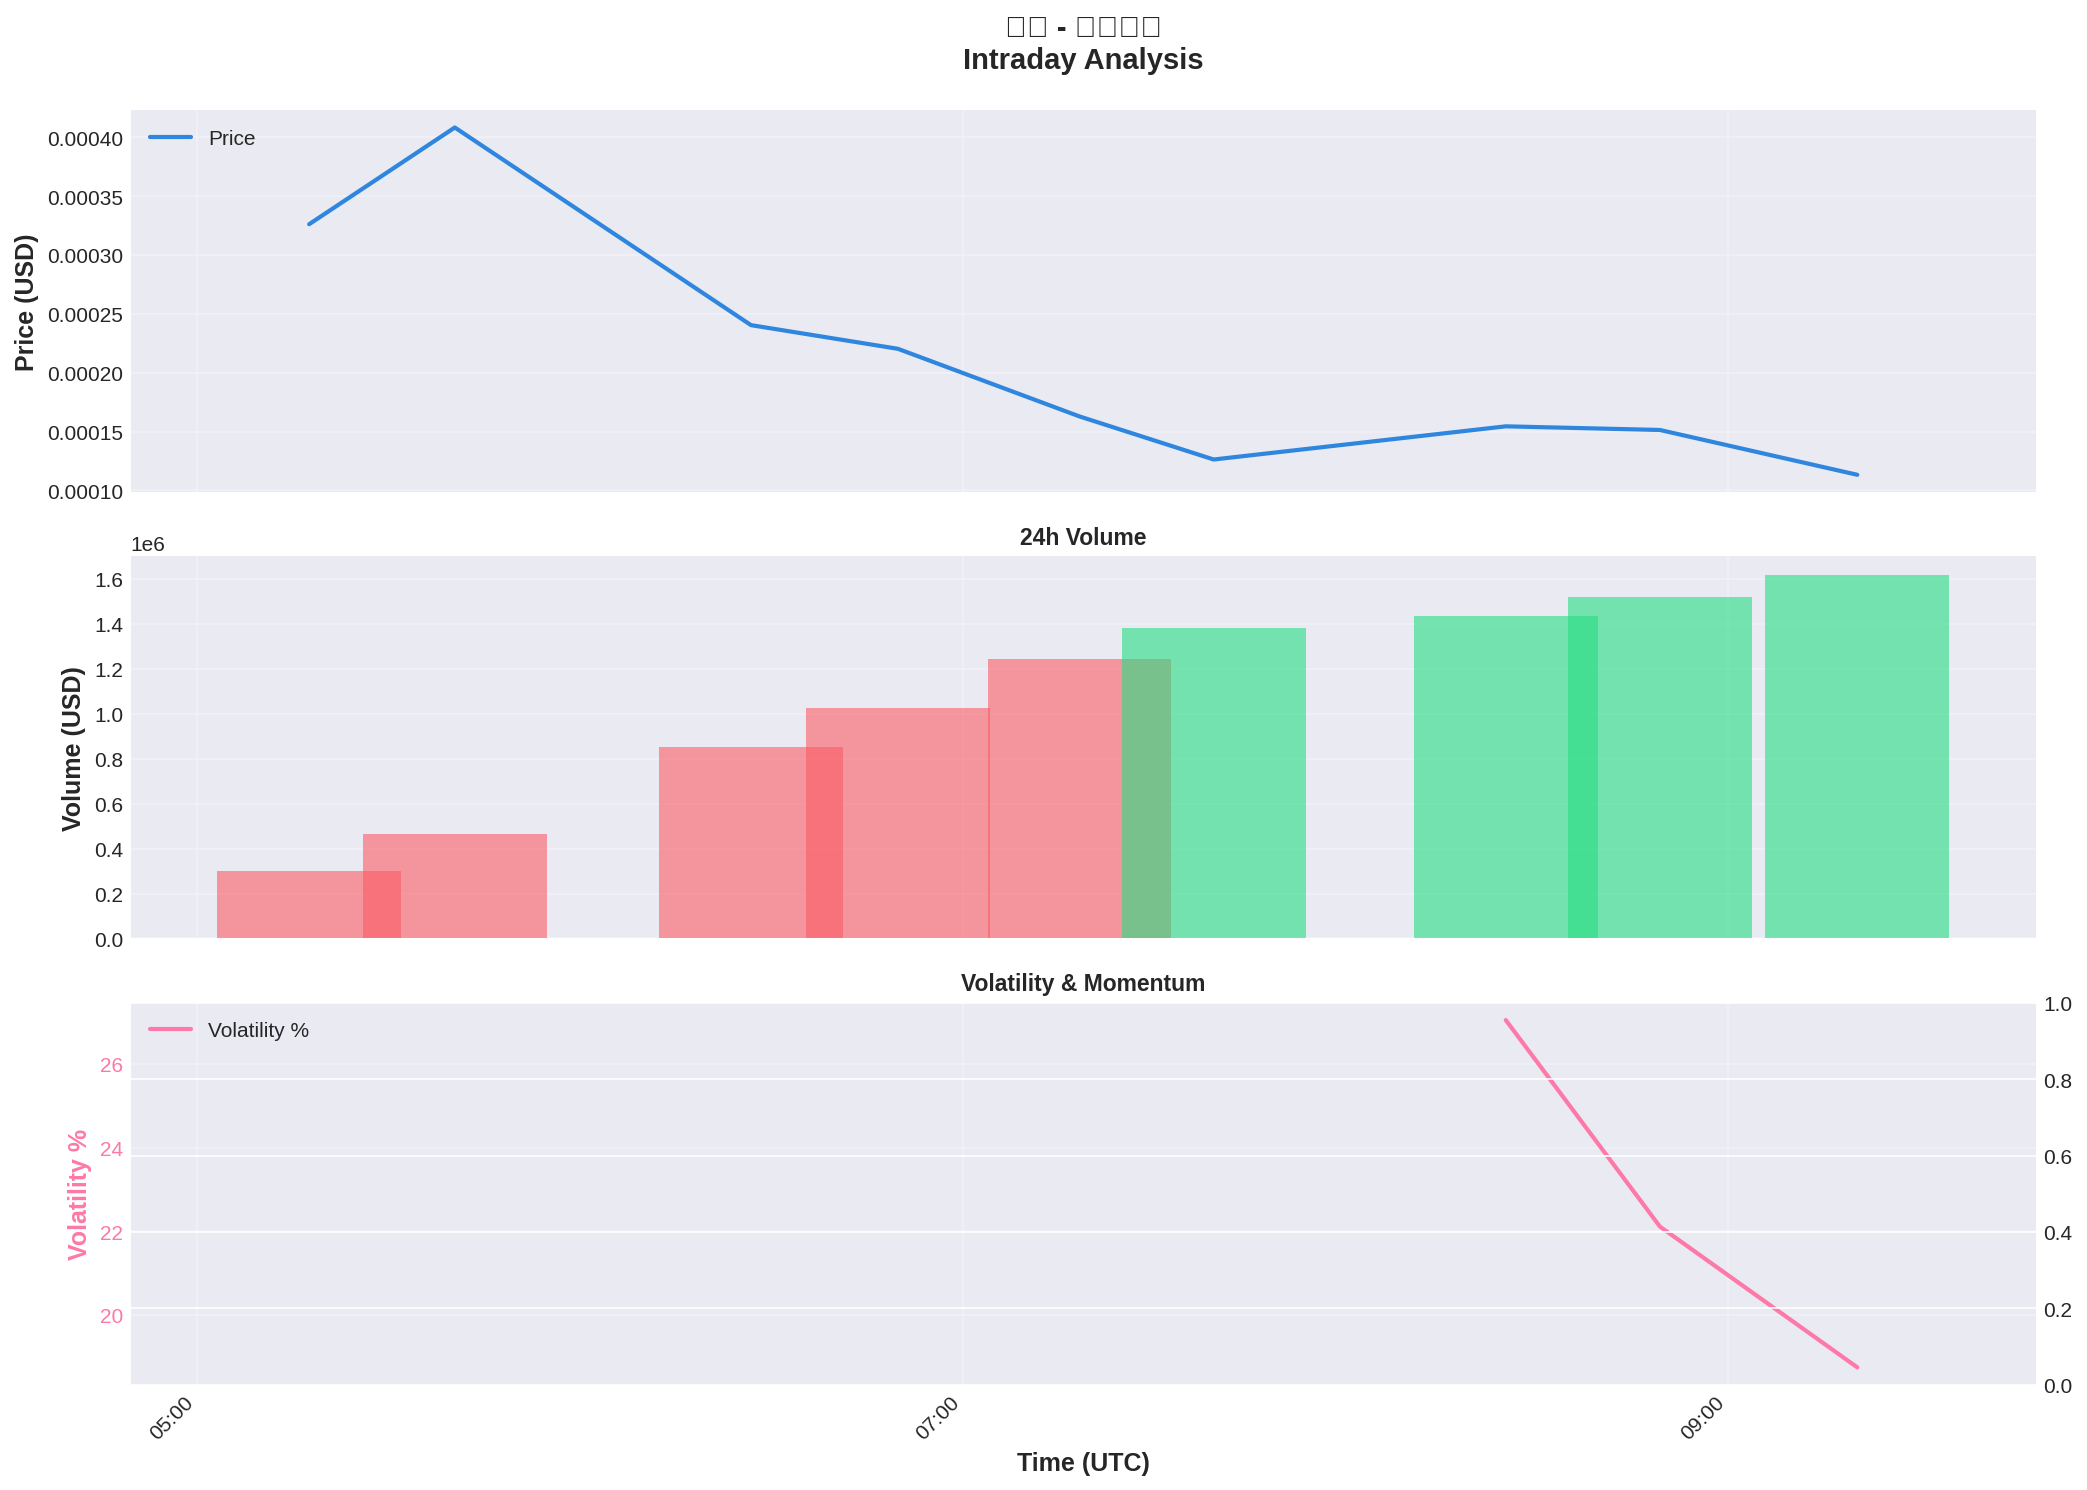 Intraday Analysis
Price
0.00040
0.00035
0.00030
0.00025
0.00020
0.00015
0.00010
Price (USD)
24h Volume
1e6
1.6
1.4
1.2
1.0
0.8
0.6
0.4
0.2
0.0
Volume (USD)
Volatility & Momentum
Volatility %
26
24
22
20
Volatility %
1.0
0.8
0.6
0.4
0.2
0.0
05:00
07:00
09:00
Time (UTC)